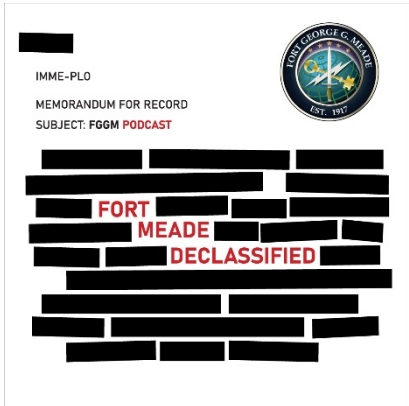 FORT GEORGE G. MEADE
EST. 1917
IMME-PLO
MEMORANDUM FOR RECORD
SUBJECT: FGGM PODCAST
FORT
MEADE
DECLASSIFIED